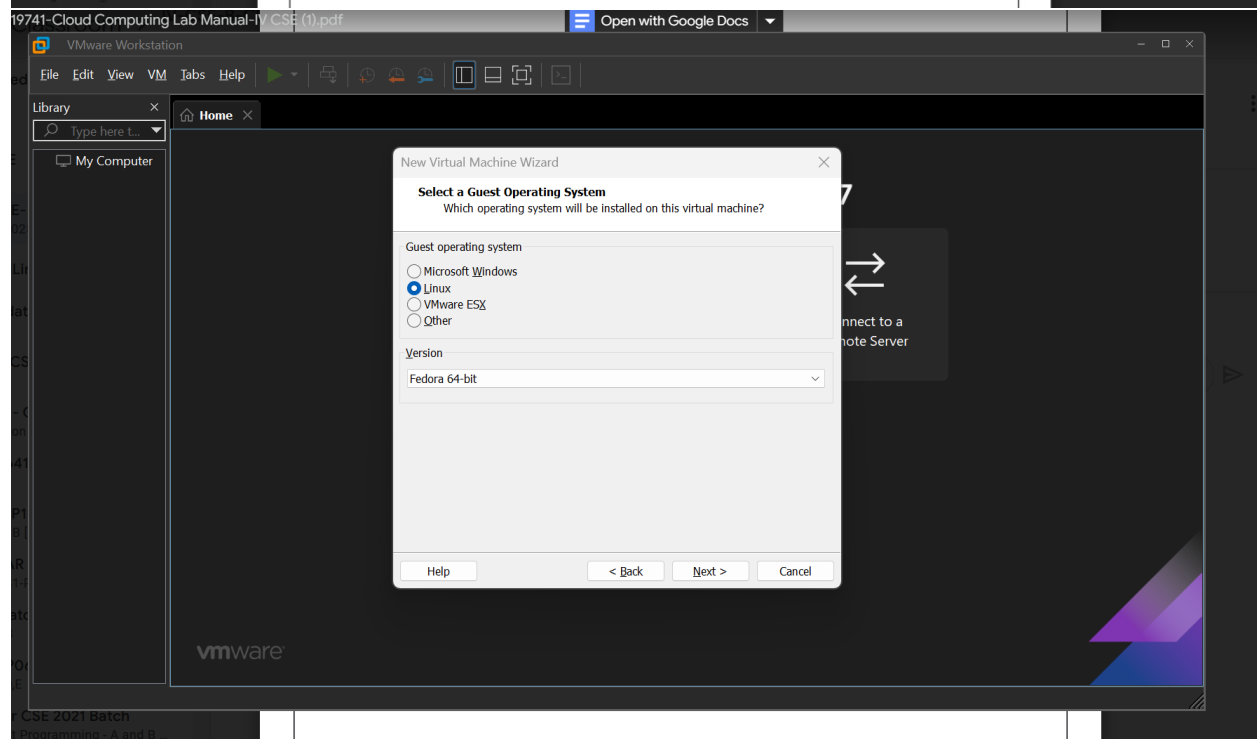 19741-Cloud Computing Lab Manual-IV CSE (1).pdf
Open with Google Docs
VMware Workstation
File Edit View VM Tabs Help
Library
Home
Type here t...
My Computer
New Virtual Machine Wizard
Select a Guest Operating System
Which operating system will be installed on this virtual machine?
7
Guest operating system
Microsoft Windows
Linux
VMware ESX
Other
nnect to a
note Server
Version
Fedora 64-bit
Help
< Back
Next >
Cancel
vmware
r CSE 2021 Batch
Programming - A and B